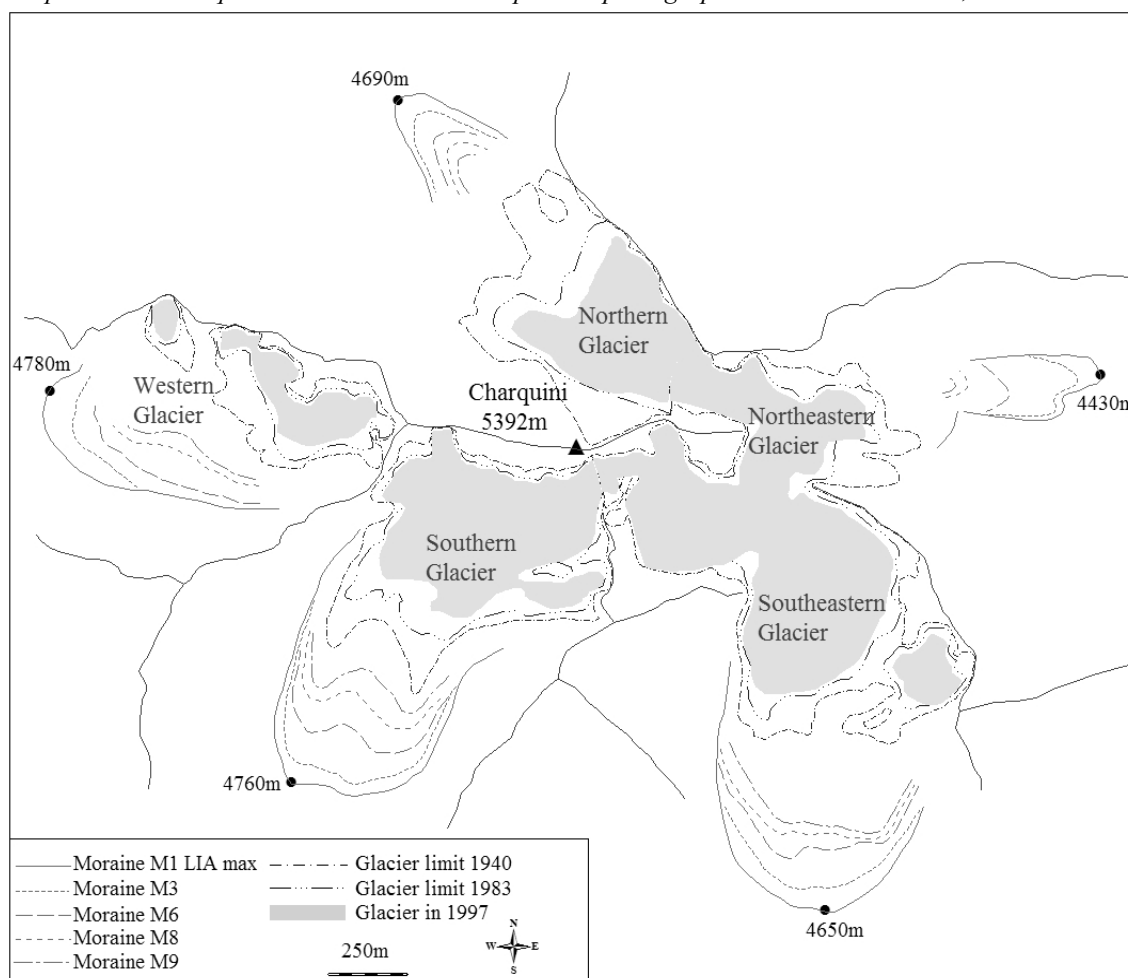 4690m
Northern
Glacier
4780m
Western
Glacier
Charquini
5392m
4430m
Northeastern
Glacier
Southern
Glacier
Southeastern
Glacier
4760m
4650m
Moraine M1 LIA max
Moraine M3
Moraine M6
Moraine M8
Moraine M9
Glacier limit 1940
Glacier limit 1983
Glacier in 1997
250m
N
W E
S